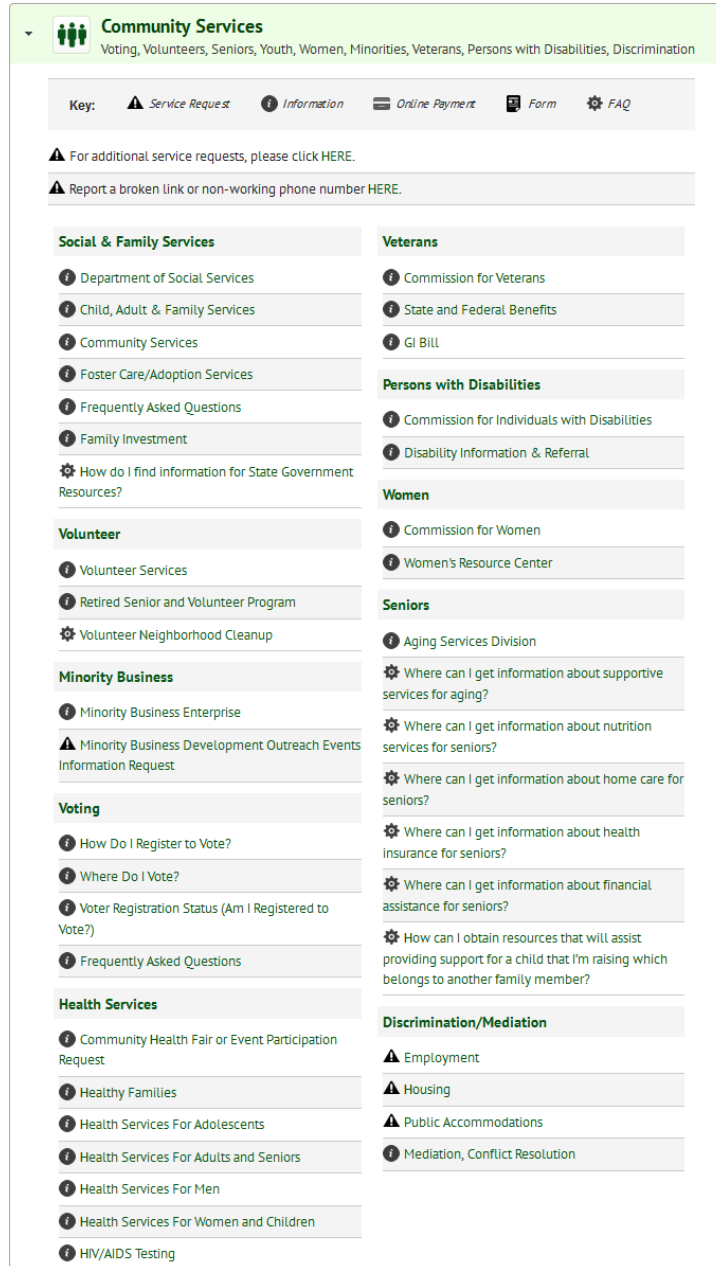 Community Services
Voting, Volunteers, Seniors, Youth, Women, Minorities, Veterans, Persons with Disabilities, Discrimination
Key: Service Request Information Online Payment Form FAQ
For additional service requests, please click HERE.
Report a broken link or non-working phone number HERE.
Social & Family Services
Department of Social Services
Child, Adult & Family Services
Community Services
Foster Care/Adoption Services
Frequently Asked Questions
Family Investment
How do I find information for State Government
Resources?
Volunteer
Volunteer Services
Retired Senior and Volunteer Program
Volunteer Neighborhood Cleanup
Minority Business
Minority Business Enterprise
Minority Business Development Outreach Events
Information Request
Voting
How Do I Register to Vote?
Where Do I Vote?
Voter Registration Status (Am I Registered to
Vote?)
Frequently Asked Questions
Health Services
Community Health Fair or Event Participation
Request
Healthy Families
Health Services For Adolescents
Health Services For Adults and Seniors
Health Services For Men
Health Services For Women and Children
HIV/AIDS Testing
Veterans
Commission for Veterans
State and Federal Benefits
GI Bill
Persons with Disabilities
Commission for Individuals with Disabilities
Disability Information & Referral
Women
Commission for Women
Women's Resource Center
Seniors
Aging Services Division
Where can I get information about supportive
services for aging?
Where can I get information about nutrition
services for seniors?
Where can I get information about home care for
seniors?
Where can I get information about health
insurance for seniors?
Where can I get information about financial
assistance for seniors?
How can I obtain resources that will assist
providing support for a child that I'm raising which
belongs to another family member?
Discrimination/Mediation
Employment
Housing
Public Accommodations
Mediation, Conflict Resolution